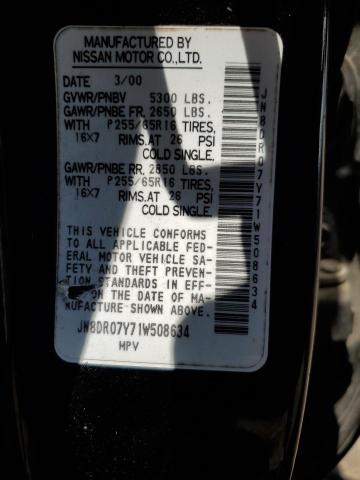 MANUFACTURED BY
NISSAN MOTOR CO.,LTD.
DATE 3/00
GVWR/PNBV 5300 LBS.
GAWR/PNBE FR. 2650 LBS.
WITH P255/65R16 TIRES,
16X7 RIMS.AT 26 PSI
COLD SINGLE.
GAWR/PNBE RR. 2850 LBS.
WITH P255/65R16 TIRES,
16X7 RIMS.AT 26 PSI
COLD SINGLE.
THIS VEHICLE CONFORMS
TO ALL APPLICABLE FED-
ERAL MOTOR VEHICLE SA-
FETY AND THEFT PREVEN-
TION STANDARDS IN EFF-
ECT ON THE DATE OF MA-
NUFACTURE SHOWN ABOVE.
JN8DR07Y71W508634
MPV
JN8DR07Y71W508634